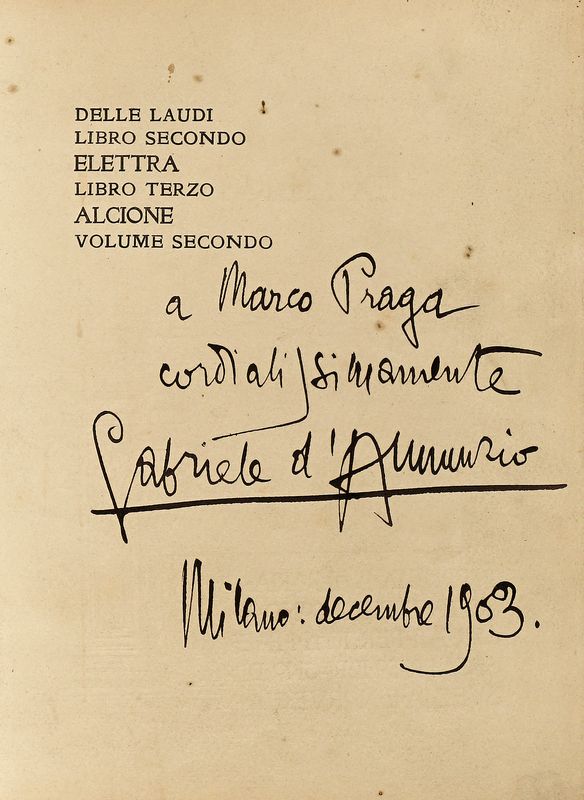 DELLE LAUDI
LIBRO SECONDO
ELETTRA
LIBRO TERZO
ALCIONE
VOLUME SECONDO
a Marco Praga
cordialissimamente
Gabriele d'Annunzio
Milano: decembre 1903.